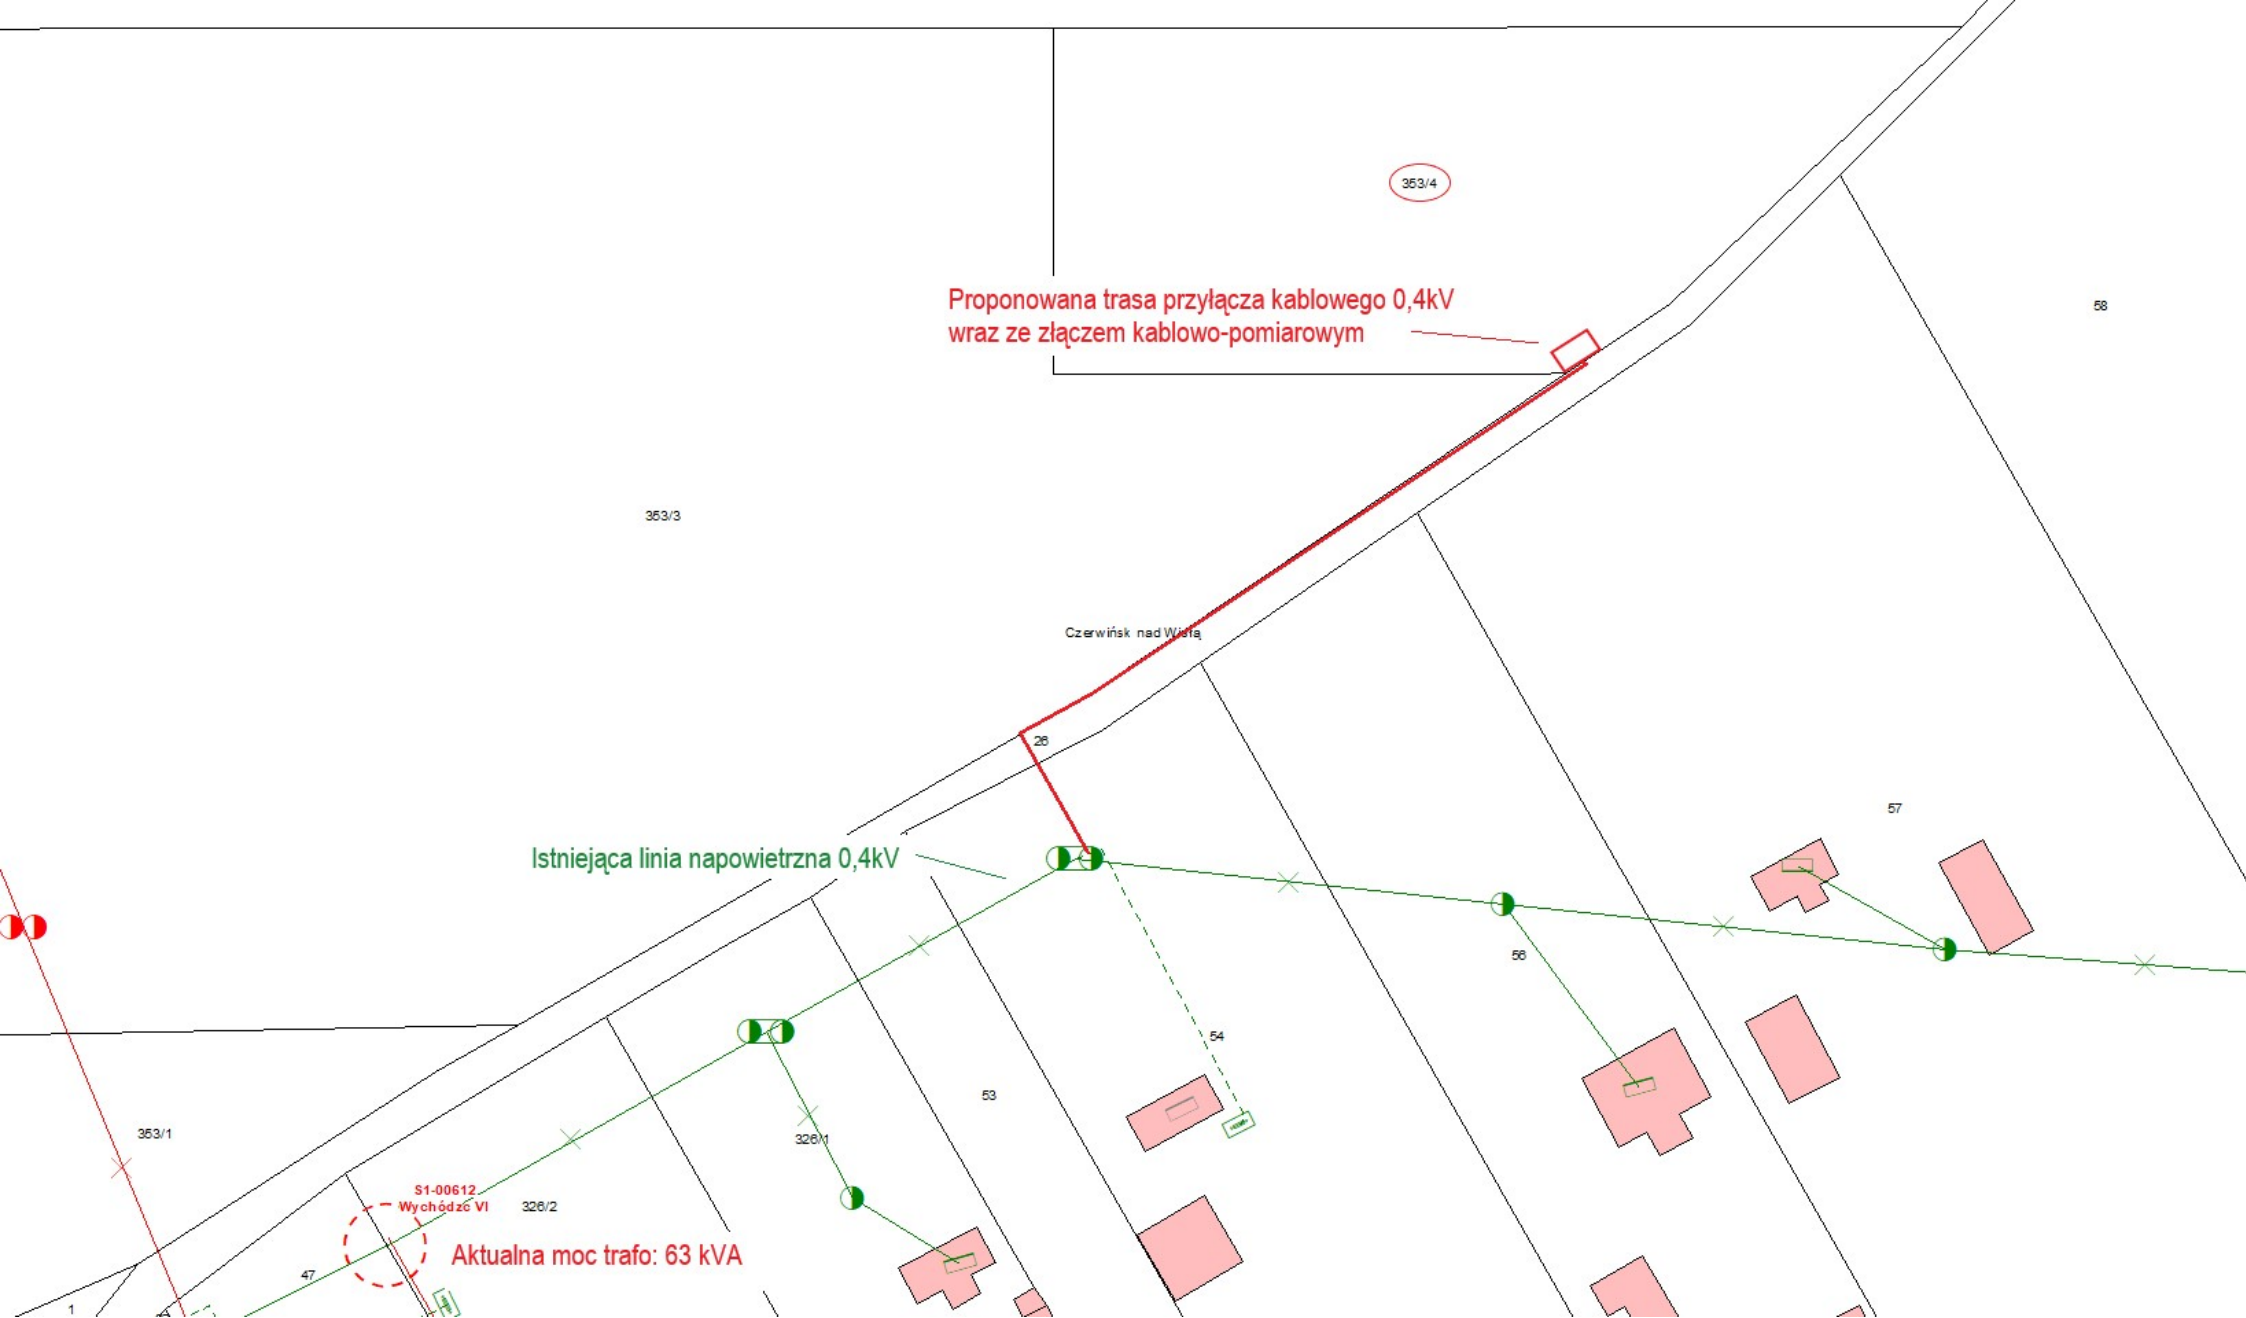 353/4
Proponowana trasa przyłącza kablowego 0,4kV
wraz ze złączem kablowo-pomiarowym
58
353/3
Czerwińsk nad Wisłą
26
57
Istniejąca linia napowietrzna 0,4kV
56
54
53
353/1
326/1
S1-00612
Wychódzc VI
326/2
Aktualna moc trafo: 63 kVA
47
1